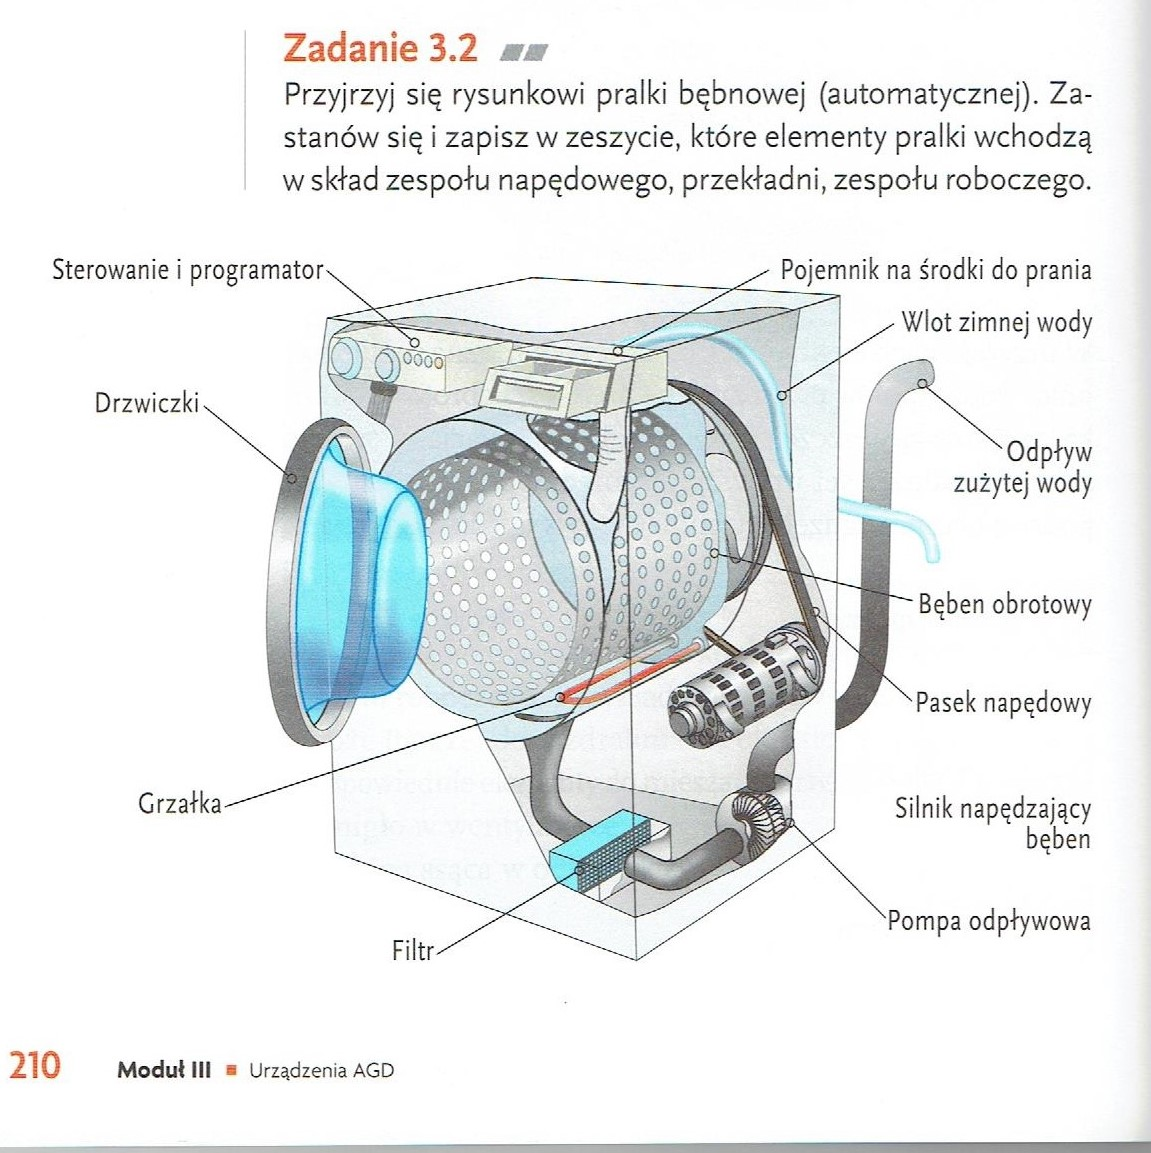 Zadanie 3.2
Przyjrzyj się rysunkowi pralki bębnowej (automatycznej). Za-
stanów się i zapisz w zeszycie, które elementy pralki wchodzą
w skład zespołu napędowego, przekładni, zespołu roboczego.
Sterowanie i programator
Pojemnik na środki do prania
Wlot zimnej wody
Drzwiczki
Odpływ
zużytej wody
Bęben obrotowy
Pasek napędowy
Grzałka
Silnik napędzający
bęben
Pompa odpływowa
Filtr
210 Moduł III ■ Urządzenia AGD